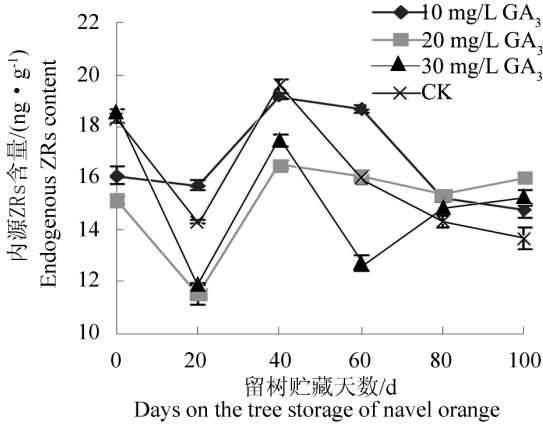 10 mg/L GA3
20 mg/L GA3
30 mg/L GA3
CK
内源ZRs含量/(ng·g-1)
Endogenous ZRs content
22
20
18
16
14
12
10
0
20
40
60
80
100
留树贮藏天数/d
Days on the tree storage of navel orange